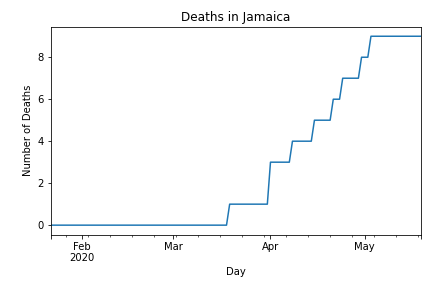 Deaths in Jamaica
Number of Deaths
8
6
4
2
0
Feb
2020
Mar
Apr
May
Day